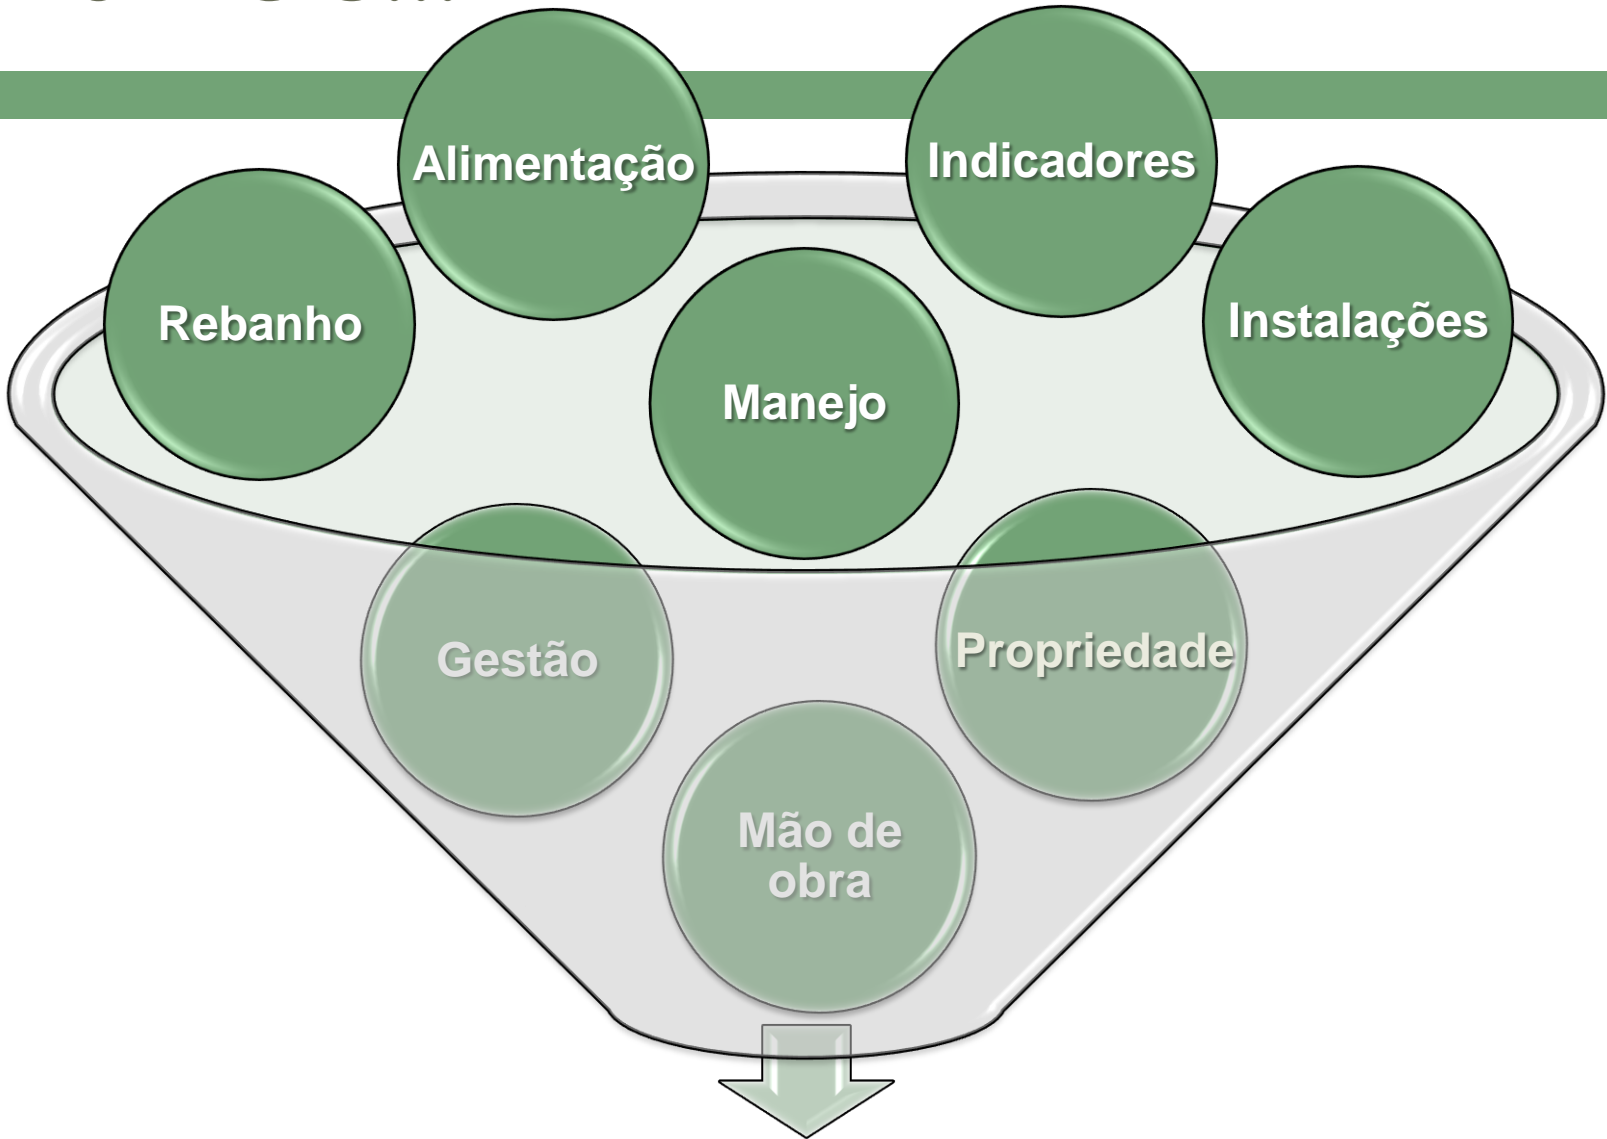 Alimentação
Indicadores
Rebanho
Instalações
Manejo
Gestão
Propriedade
Mão de
obra